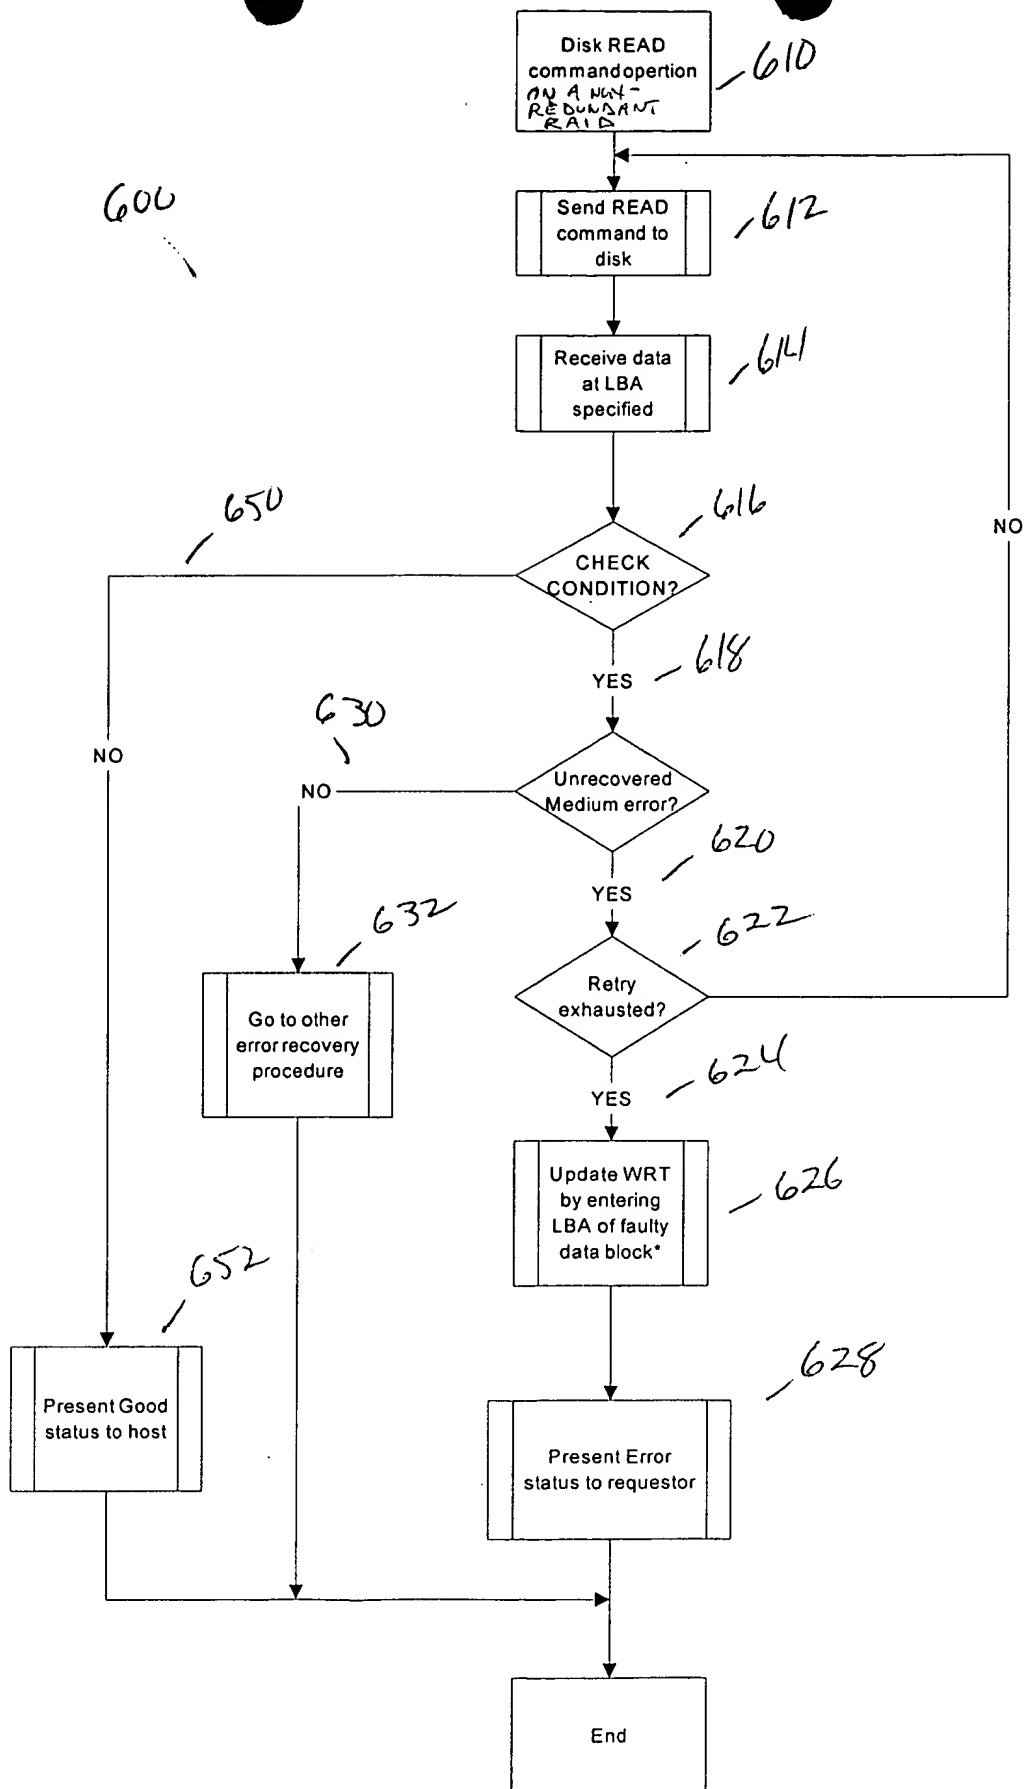 Disk READ
command opertion
ON A NON-
REDUNDANT
RAID
610
600
Send READ
command to
disk
612
Receive data
at LBA
specified
614
650
616
CHECK
CONDITION?
NO
618
YES
630
NO
Unrecovered
Medium error?
NO
620
YES
632
622
Go to other
error recovery
procedure
Retry
exhausted?
624
YES
Update WRT
by entering
LBA of faulty
data block*
626
652
Present Good
status to host
628
Present Error
status to requestor
End